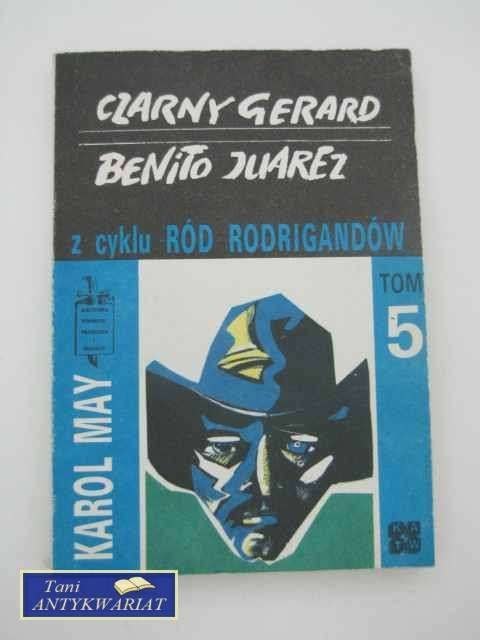 CZARNY GERARD
BENITO JUAREZ
z cyklu RÓD RODRIGANDÓW
TOM
5
KAROL MAY
K A
T W
Tani
ANTYKWARIAT